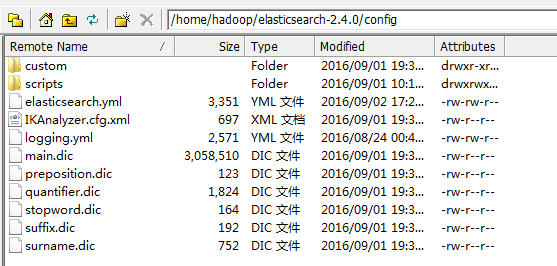 /home/hadoop/elasticsearch-2.4.0/config
Remote Name Size Type Modified Attributes
custom Folder 2016/09/01 19:3... drwxr-xr...
scripts Folder 2016/09/01 10:1... drwxrwx...
elasticsearch.yml 3,351 YML 文件 2016/09/02 17:2... -rw-rw-r--
IKAnalyzer.cfg.xml 697 XML 文档 2016/09/01 19:3... -rw-r--r--
logging.yml 2,571 YML 文件 2016/08/24 00:4... -rw-rw-r--
main.dic 3,058,510 DIC 文件 2016/09/01 19:3... -rw-r--r--
preposition.dic 123 DIC 文件 2016/09/01 19:3... -rw-r--r--
quantifier.dic 1,824 DIC 文件 2016/09/01 19:3... -rw-r--r--
stopword.dic 164 DIC 文件 2016/09/01 19:3... -rw-r--r--
suffix.dic 192 DIC 文件 2016/09/01 19:3... -rw-r--r--
surname.dic 752 DIC 文件 2016/09/01 19:3... -rw-r--r--